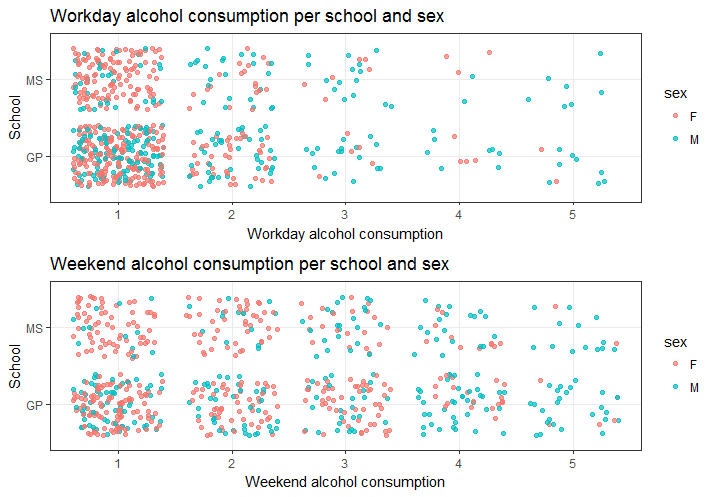 Workday alcohol consumption per school and sex
School
MS
GP
1 2 3 4 5
Workday alcohol consumption
sex
F
M
Weekend alcohol consumption per school and sex
School
MS
GP
1 2 3 4 5
Weekend alcohol consumption
sex
F
M